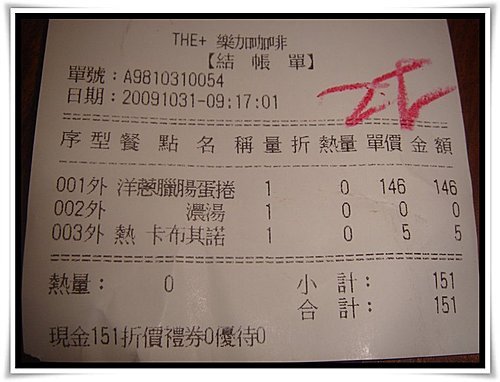 THE+ 樂加咖啡
【結 帳 單】
單號：A9810310054
日期：20091031-09:17:01
序 型 餐 點 名 稱 量 折 熱量 單價 金 額
001外 洋蔥臘腸蛋捲 1 0 146 146
002外 濃湯 1 0 0 0
003外 熱 卡布其諾 1 0 5 5
熱量： 0 小 計： 151
合 計： 151
現金151折價禮券0優待0